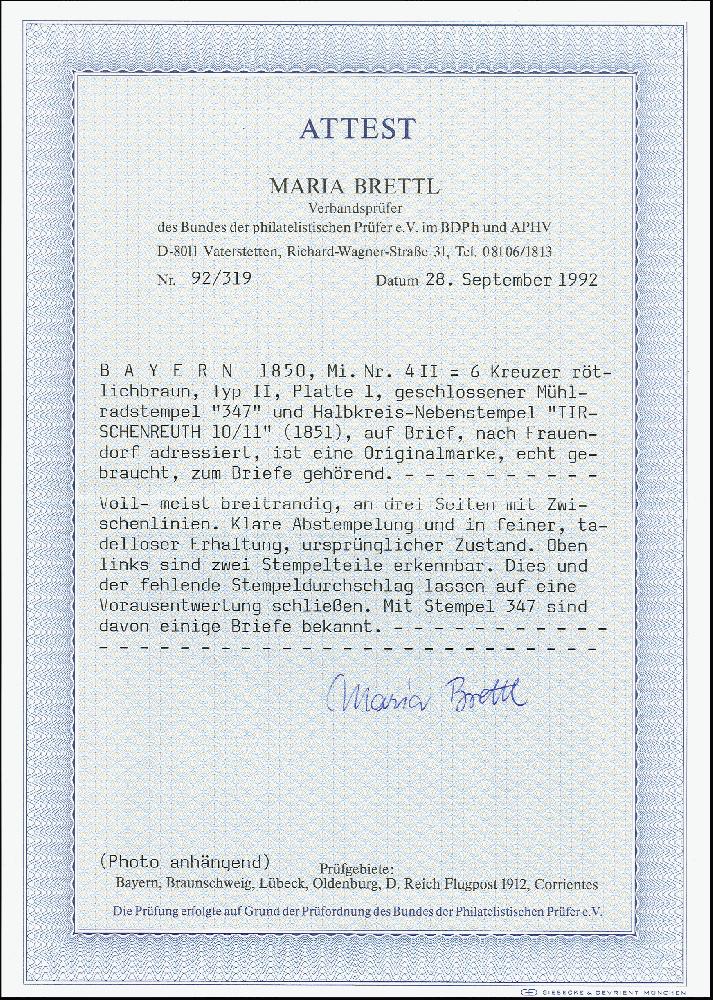 ATTEST
MARIA BRETTL
Verbandsprüfer
des Bundes der philatelistischen Prüfer e.V. im BDPh und APHV
D-8011 Vaterstetten, Richard-Wagner-Straße 31, Tel. 08106/1813
Nr. 92/319 Datum 28. September 1992
B A Y E R N 1850, Mi.Nr. 4II = 6 Kreuzer röt-
lichbraun, Typ II, Platte 1, geschlossener Mühl-
radstempel "347" und Halbkreis-Nebenstempel "TIR-
SCHENREUTH 10/11" (1851), auf Brief, nach Frauen-
dorf adressiert, ist eine Originalmarke, echt ge-
braucht, zum Briefe gehörend. - - - - - - - - - -
Voll- meist breitrandig, an drei Seiten mit Zwi-
schenlinien. Klare Abstempelung und in feiner, ta-
delloser Erhaltung, ursprünglicher Zustand. Oben
links sind zwei Stempelteile erkennbar. Dies und
der fehlende Stempeldurchschlag lassen auf eine
Vorausentwertung schließen. Mit Stempel 347 sind
davon einige Briefe bekannt. - - - - - - - - - - -
- - - - - - - - - - - - - - - - - - - - - - - - -
Maria Brettl
(Photo anhängend)
Prüfgebiete:
Bayern, Braunschweig, Lübeck, Oldenburg, D. Reich Flugpost 1912, Corrientes
Die Prüfung erfolgte auf Grund der Prüfordnung des Bundes der Philatelistischen Prüfer e.V.
GIESECKE & DEVRIENT MÜNCHEN